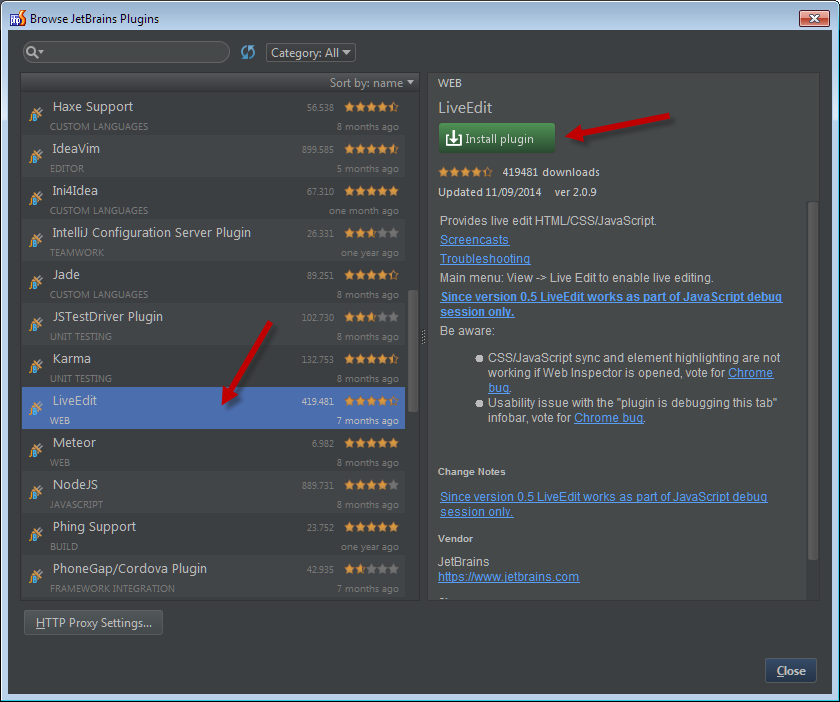 Browse JetBrains Plugins
Category: All
Sort by: name
Haxe Support 56.538
CUSTOM LANGUAGES 8 months ago
IdeaVim 899.585
EDITOR 5 months ago
Ini4Idea 67.310
CUSTOM LANGUAGES one month ago
IntelliJ Configuration Server Plugin 26.331
TEAMWORK one year ago
Jade 89.251
CUSTOM LANGUAGES 8 months ago
JSTestDriver Plugin 102.730
UNIT TESTING 8 months ago
Karma 132.753
UNIT TESTING 8 months ago
LiveEdit 419.481
WEB 7 months ago
Meteor 6.982
WEB 8 months ago
NodeJS 889.731
JAVASCRIPT 8 months ago
Phing Support 23.752
BUILD one year ago
PhoneGap/Cordova Plugin 42.935
FRAMEWORK INTEGRATION 7 months ago
HTTP Proxy Settings...
WEB
LiveEdit
Install plugin
419481 downloads
Updated 11/09/2014 ver 2.0.9
Provides live edit HTML/CSS/JavaScript.
Screencasts
Troubleshooting
Main menu: View -> Live Edit to enable live editing.
Since version 0.5 LiveEdit works as part of JavaScript debug
session only.
Be aware:
CSS/JavaScript sync and element highlighting are not
working if Web Inspector is opened, vote for Chrome
bug.
Usability issue with the "plugin is debugging this tab"
infobar, vote for Chrome bug.
Change Notes
Since version 0.5 LiveEdit works as part of JavaScript debug
session only.
Vendor
JetBrains
https://www.jetbrains.com
Close